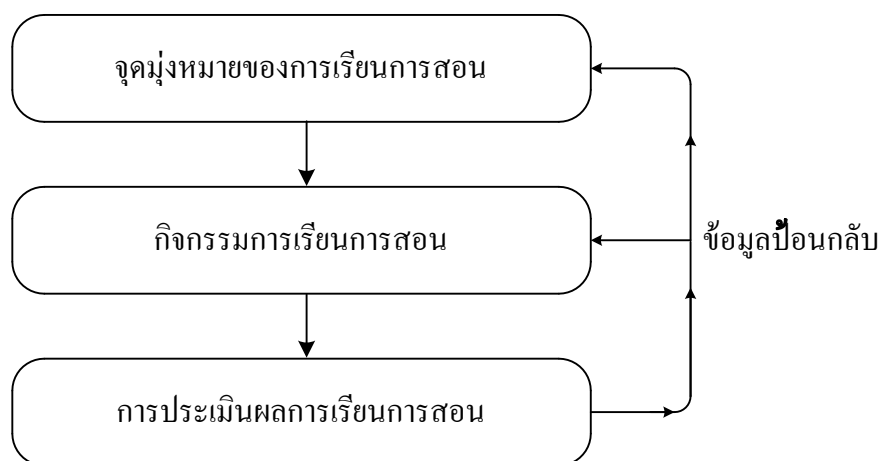 จุดมุ่งหมายของการเรียนการสอน
กิจกรรมการเรียนการสอน
ข้อมูลป้อนกลับ
การประเมินผลการเรียนการสอน